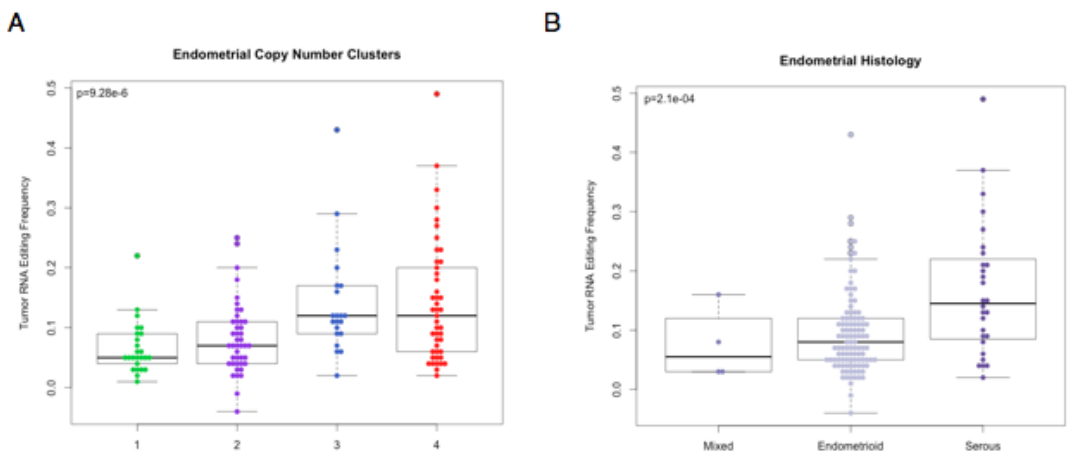 A
Endometrial Copy Number Clusters
p=9.28e-6
Tumor RNA Editing Frequency
0.5
0.4
0.3
0.2
0.1
0.0
1 2 3 4
B
Endometrial Histology
p=2.1e-04
Tumor RNA Editing Frequency
0.5
0.4
0.3
0.2
0.1
0.0
Mixed Endometrioid Serous